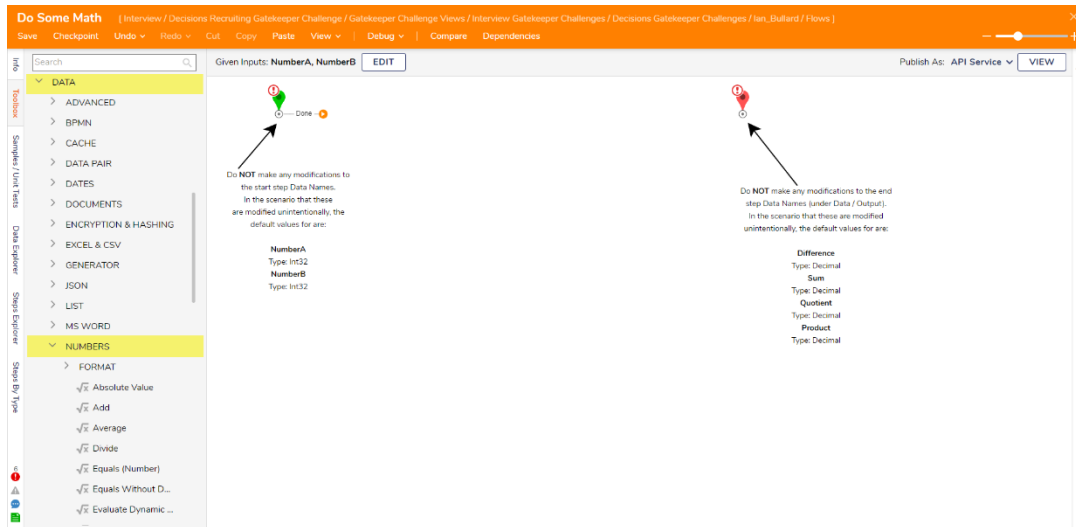 Do Some Math [ Interview / Decisions Recruiting Gatekeeper Challenge / Gatekeeper Challenge Views / Interview Gatekeeper Challenges / Decisions Gatekeeper Challenges / Ian_Bullard / Flows ]
Save Checkpoint Undo Redo Cut Copy Paste View Debug Compare Dependencies
Info
Toolbox
Samples / Unit Tests
Data Explorer
Steps Explorer
Steps By Type
6
Search
DATA
ADVANCED
BPMN
CACHE
DATA PAIR
DATES
DOCUMENTS
ENCRYPTION & HASHING
EXCEL & CSV
GENERATOR
JSON
LIST
MS WORD
NUMBERS
FORMAT
√x Absolute Value
√x Add
√x Average
√x Divide
√x Equals (Number)
√x Equals Without D...
√x Evaluate Dynamic ...
Given Inputs: NumberA, NumberB EDIT
Publish As: API Service VIEW
Done
Do NOT make any modifications to
the start step Data Names.
In the scenario that these
are modified unintentionally, the
default values for are:
NumberA
Type: Int32
NumberB
Type: Int32
Do NOT make any modifications to the end
step Data Names (under Data / Output).
In the scenario that these are modified
unintentionally, the default values for are:
Difference
Type: Decimal
Sum
Type: Decimal
Quotient
Type: Decimal
Product
Type: Decimal